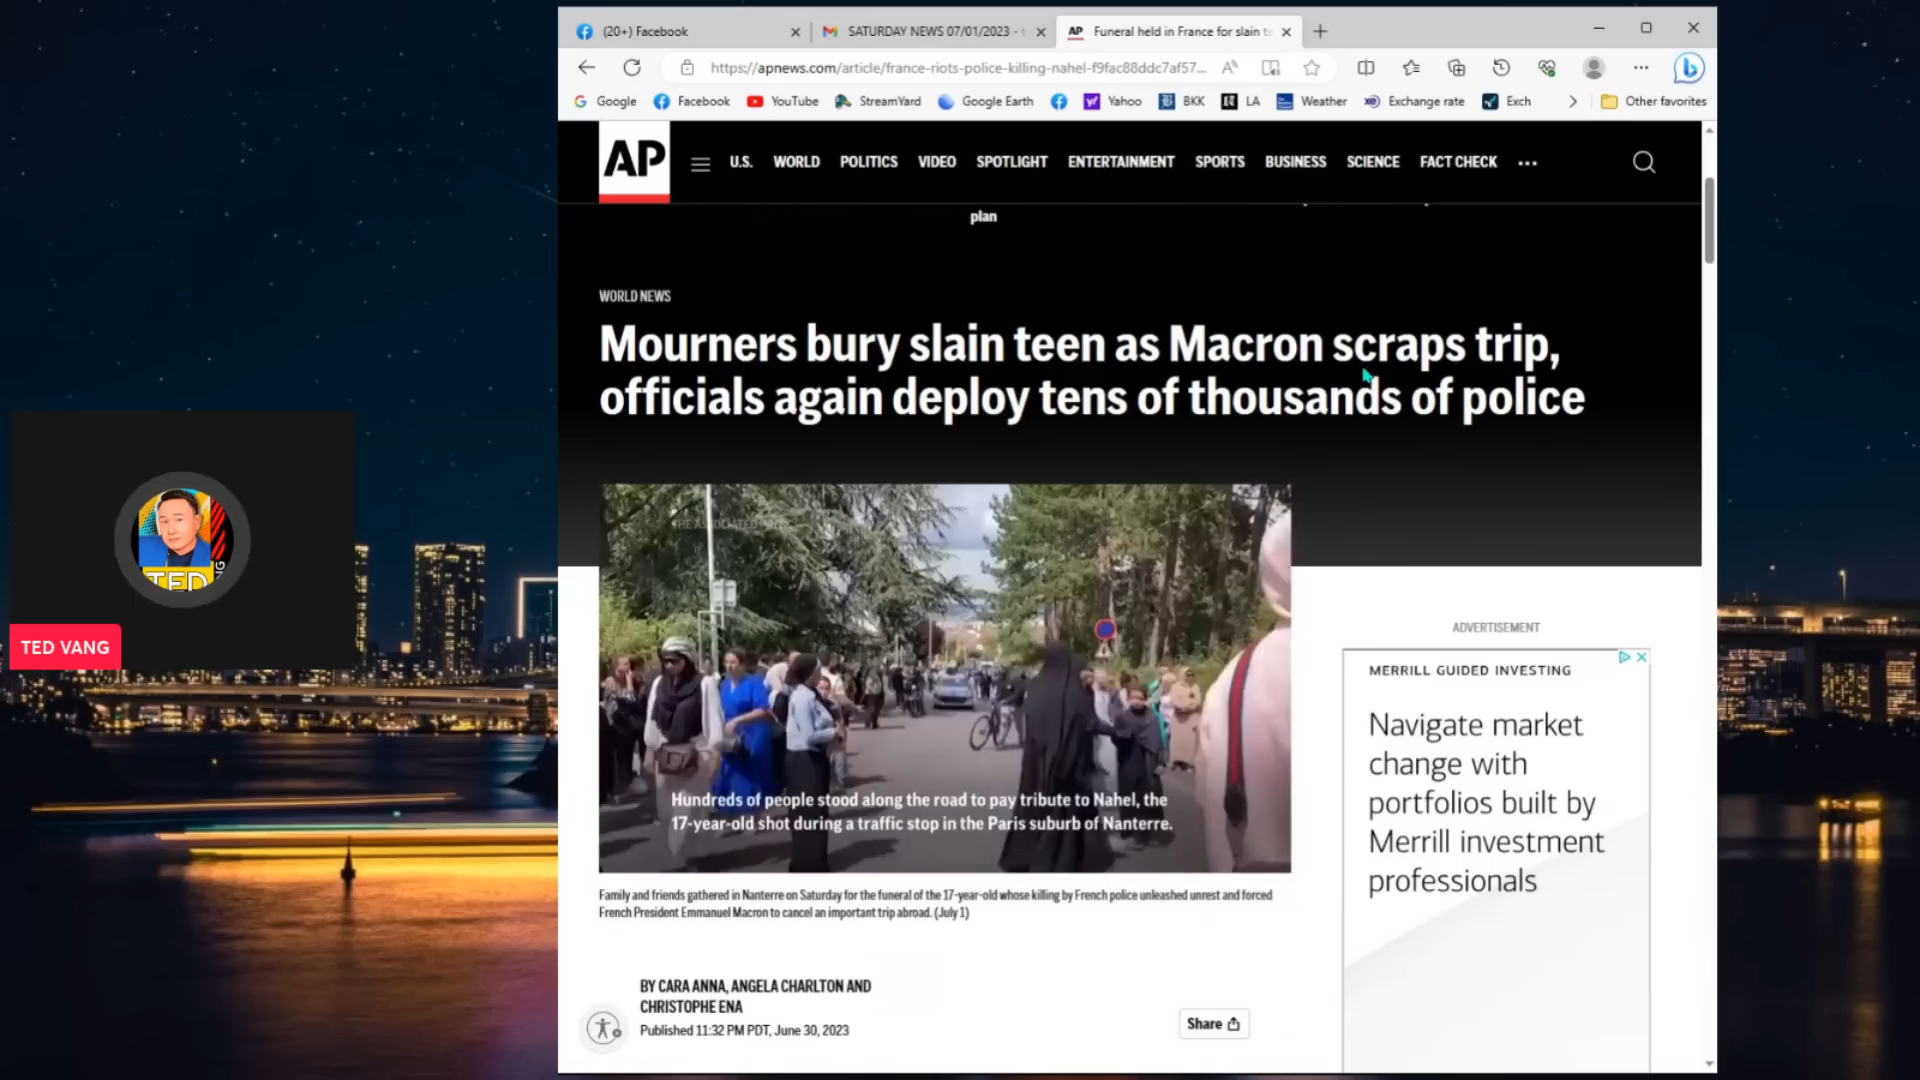 (20+) Facebook
SATURDAY NEWS 07/01/2023 -
AP Funeral held in France for slain
https://apnews.com/article/france-riots-police-killing-nahel-f9fac88ddc7af57...
Google Facebook YouTube StreamYard Google Earth Yahoo BKK LA Weather Exchange rate Exch Other favorites
AP
U.S. WORLD POLITICS VIDEO SPOTLIGHT ENTERTAINMENT SPORTS BUSINESS SCIENCE FACT CHECK
plan
WORLD NEWS
Mourners bury slain teen as Macron scraps trip,
officials again deploy tens of thousands of police
Hundreds of people stood along the road to pay tribute to Nahel, the
17-year-old shot during a traffic stop in the Paris suburb of Nanterre.
Family and friends gathered in Nanterre on Saturday for the funeral of the 17-year-old whose killing by French police unleashed unrest and forced
French President Emmanuel Macron to cancel an important trip abroad. (July 1)
BY CARA ANNA, ANGELA CHARLTON AND
CHRISTOPHE ENA
Published 11:32 PM PDT, June 30, 2023
Share
ADVERTISEMENT
MERRILL GUIDED INVESTING
Navigate market
change with
portfolios built by
Merrill investment
professionals
TED
TED VANG